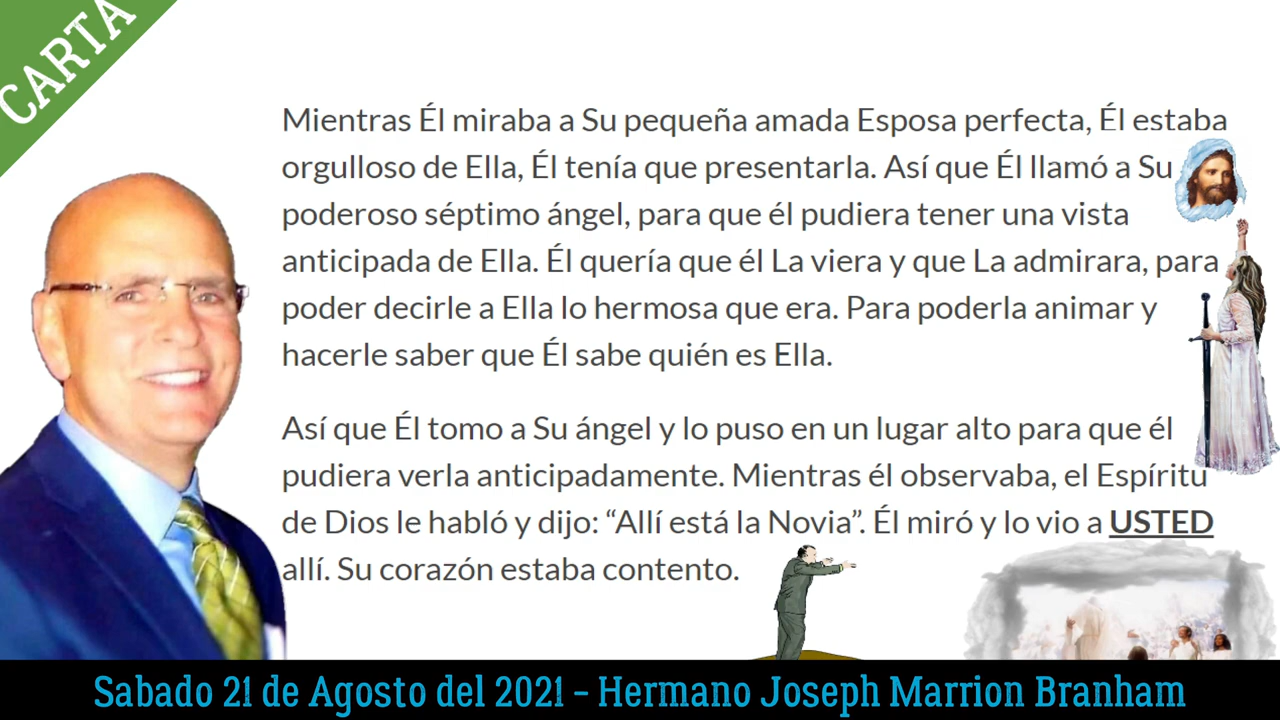 CARTA
Mientras Él miraba a Su pequeña amada Esposa perfecta, Él estaba
orgulloso de Ella, Él tenía que presentarla. Así que Él llamó a Su
poderoso séptimo ángel, para que él pudiera tener una vista
anticipada de Ella. Él quería que él La viera y que La admirara, para
poder decirle a Ella lo hermosa que era. Para poderla animar y
hacerle saber que Él sabe quién es Ella.
Así que Él tomo a Su ángel y lo puso en un lugar alto para que él
pudiera verla anticipadamente. Mientras él observaba, el Espíritu
de Dios le habló y dijo: “Allí está la Novia”. Él miró y lo vio a USTED
allí. Su corazón estaba contento.
Sabado 21 de Agosto del 2021 - Hermano Joseph Marrion Branham